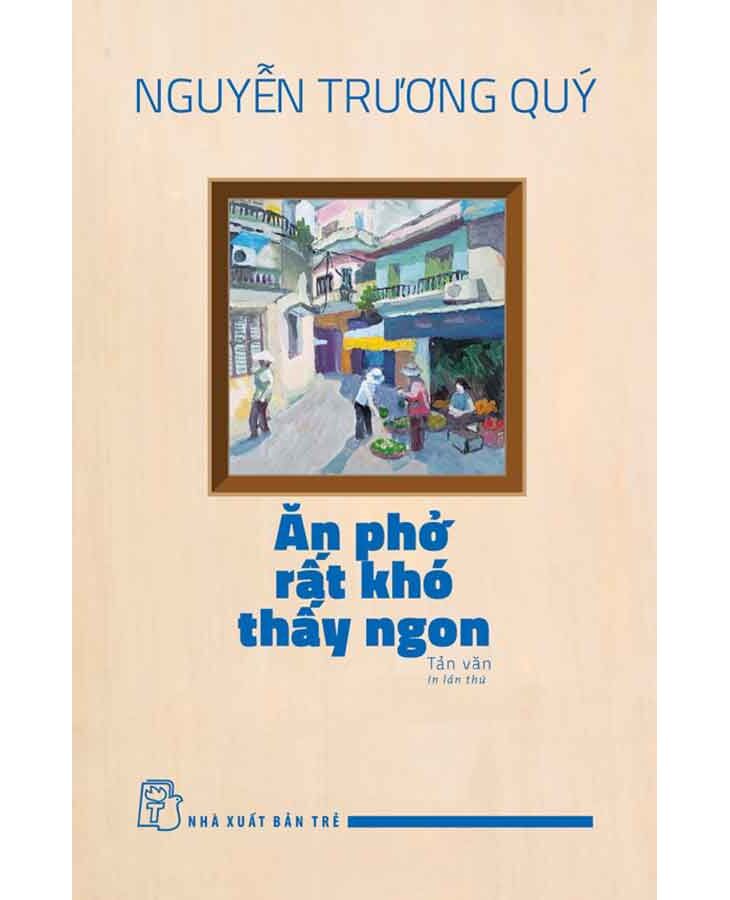 NGUYỄN TRƯƠNG QUÝ
Ăn phở
rất khó
thấy ngon
Tản văn
In lần thứ
NHÀ XUẤT BẢN TRẺ